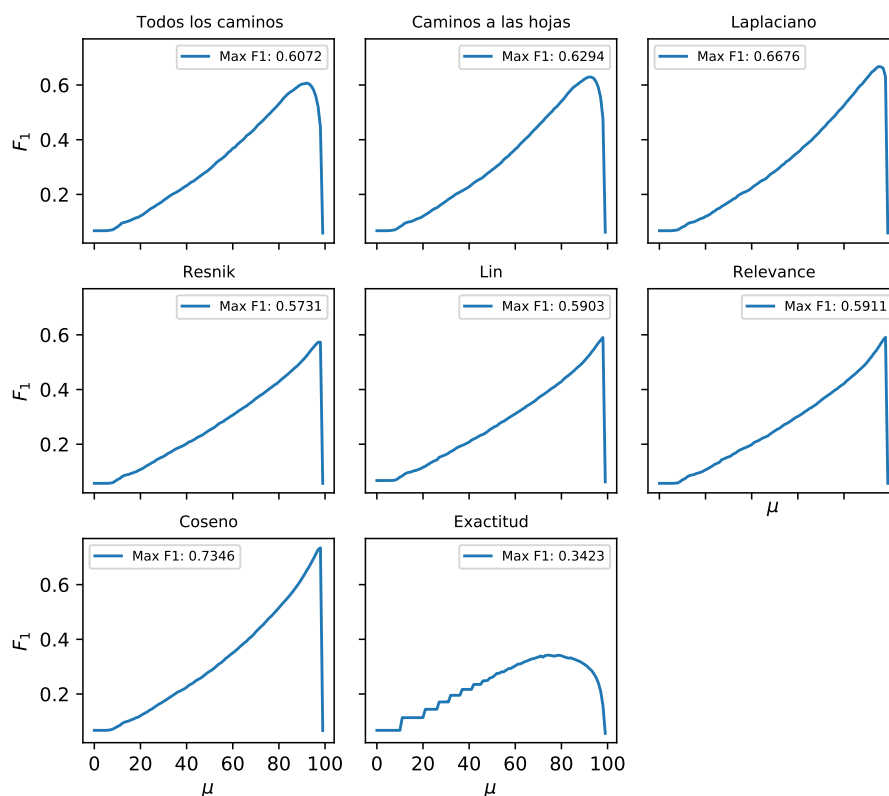 Todos los caminos
Caminos a las hojas
Laplaciano
Max F1: 0.6072
Max F1: 0.6294
Max F1: 0.6676
F1
0.6
0.4
0.2
Resnik
Lin
Relevance
Max F1: 0.5731
Max F1: 0.5903
Max F1: 0.5911
F1
0.6
0.4
0.2
μ
Coseno
Exactitud
Max F1: 0.7346
Max F1: 0.3423
F1
0.6
0.4
0.2
0 20 40 60 80 100
0 20 40 60 80 100
μ
μ